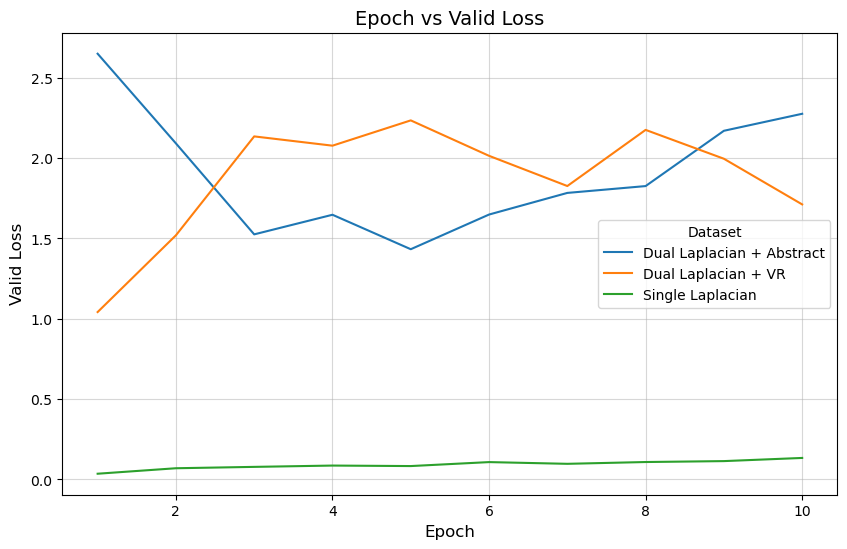 Epoch vs Valid Loss
Valid Loss
2.5
2.0
1.5
1.0
0.5
0.0
Dataset
Dual Laplacian + Abstract
Dual Laplacian + VR
Single Laplacian
2
4
6
8
10
Epoch